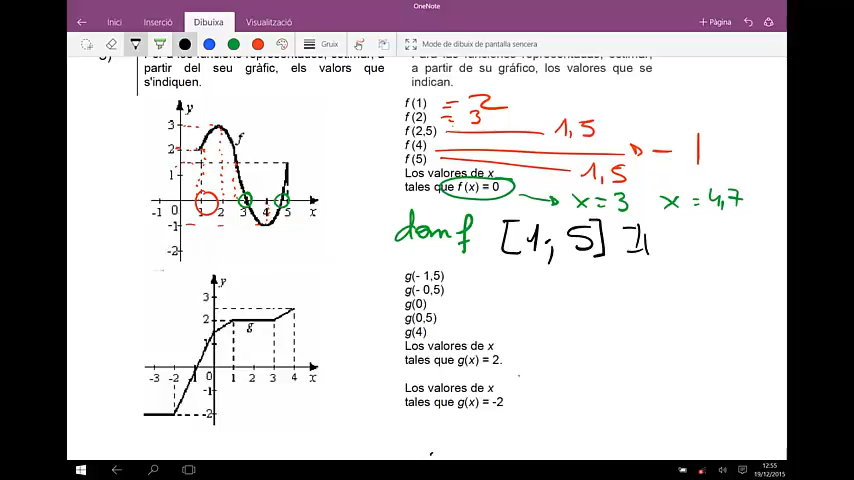 OneNote
Inici Inserció Dibuixa Visualització + Pàgina
Gruix Mode de dibuix de pantalla sencera
partir del seu gràfic, els valors que
s'indiquen.
a partir de su gráfico, los valores que se
indican.
y
3
2
1
-1
-2
f
-1 0 1 2 3 4 5 x
f (1) = 2
f (2) = 3
f (2,5) 1,5
f (4) - 1
f (5) 1,5
Los valores de x
tales que f (x) = 0 x = 3 x = 4,7
dom f [1, 5]
y
3
2
1
-1
-2
g
-3 -2 -1 0 1 2 3 4 x
g(- 1,5)
g(- 0,5)
g(0)
g(0,5)
g(4)
Los valores de x
tales que g(x) = 2.
Los valores de x
tales que g(x) = -2
12:55
19/12/2015